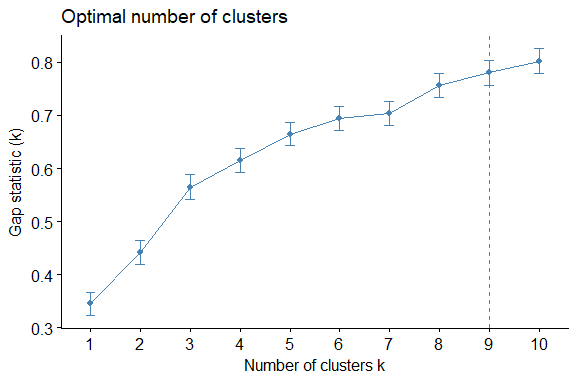 Optimal number of clusters
Gap statistic (k)
0.8
0.7
0.6
0.5
0.4
0.3
1 2 3 4 5 6 7 8 9 10
Number of clusters k